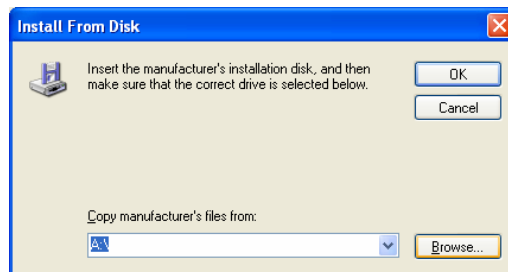 Install From Disk
Insert the manufacturer's installation disk, and then
make sure that the correct drive is selected below.
OK
Cancel
Copy manufacturer's files from:
A:\
Browse...